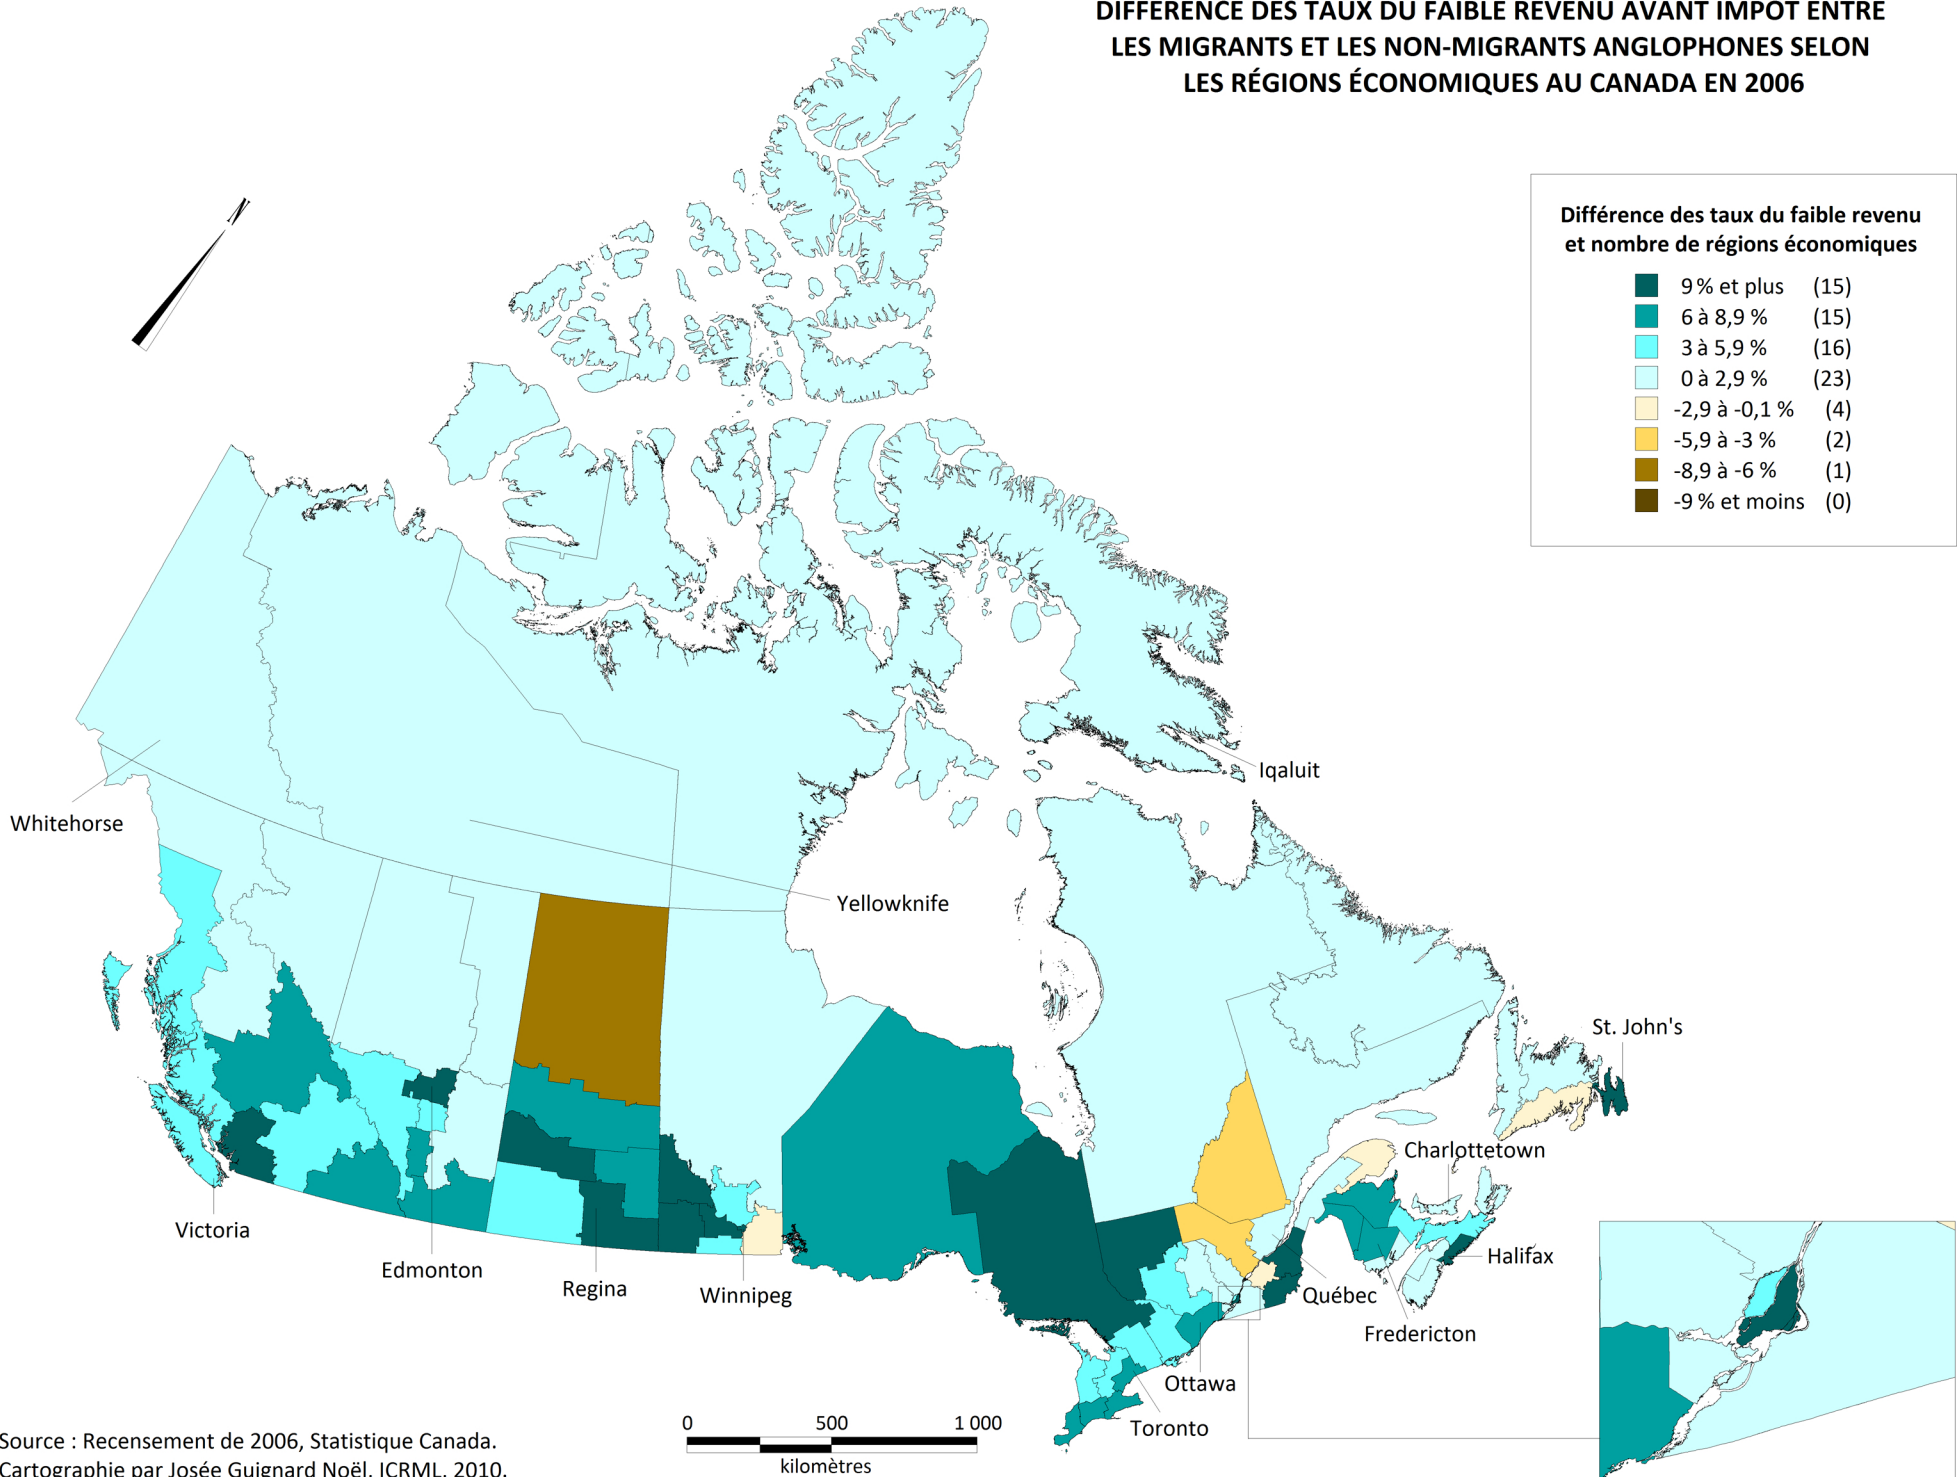 DIFFÉRENCE DES TAUX DU FAIBLE REVENU AVANT IMPÔT ENTRE
LES MIGRANTS ET LES NON-MIGRANTS ANGLOPHONES SELON
LES RÉGIONS ÉCONOMIQUES AU CANADA EN 2006
Différence des taux du faible revenu
et nombre de régions économiques
9 % et plus (15)
6 à 8,9 % (15)
3 à 5,9 % (16)
0 à 2,9 % (23)
-2,9 à -0,1 % (4)
-5,9 à -3 % (2)
-8,9 à -6 % (1)
-9 % et moins (0)
Iqaluit
Whitehorse
Yellowknife
St. John's
Charlottetown
Victoria
Edmonton
Regina
Winnipeg
Halifax
Québec
Fredericton
Ottawa
Toronto
0 500 1 000
kilomètres
Source : Recensement de 2006, Statistique Canada.
Cartographie par Josée Guignard Noël, ICRML, 2010.